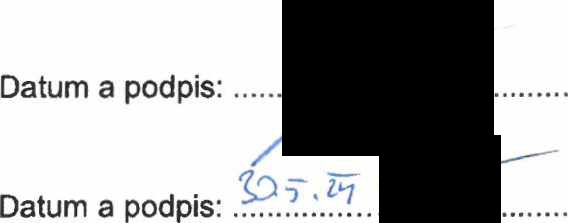 Datum a podpis: ...... ..........
Datum a podpis: 30.5.24 ..........